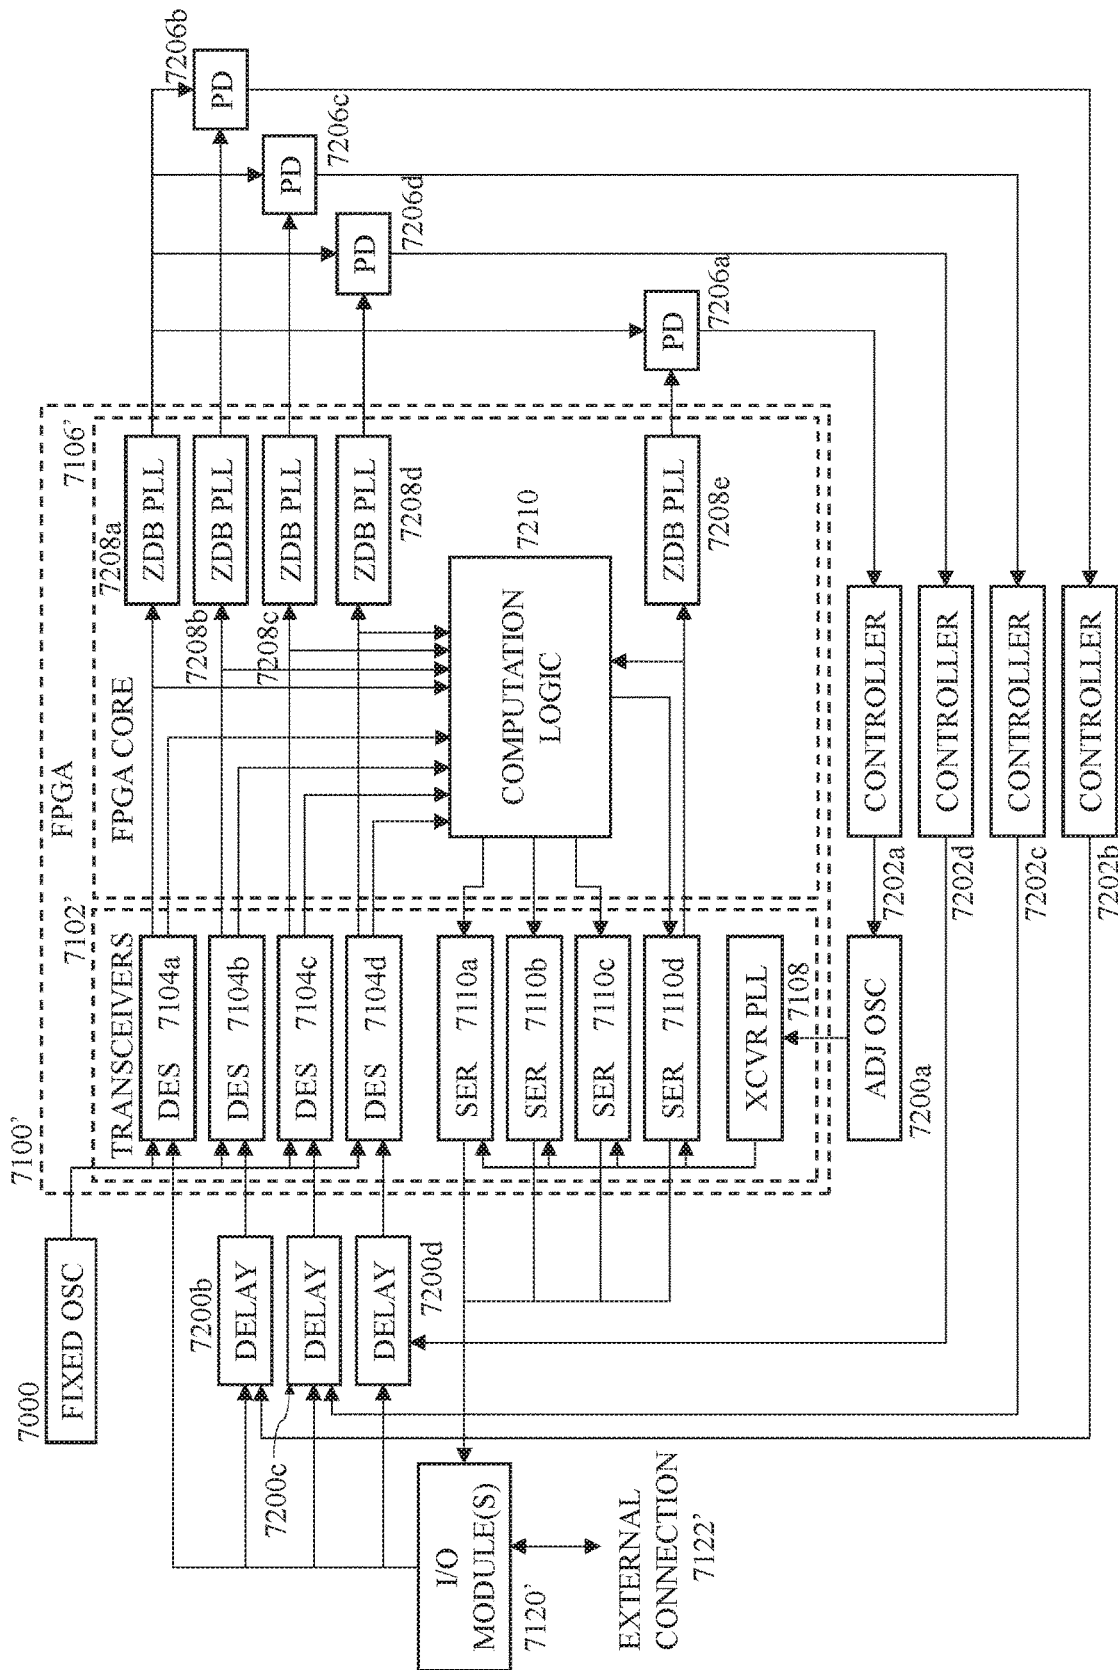 7000
FIXED OSC
7100'
FPGA
7102'
TRANSCEIVERS
FPGA CORE
7106'
7200b
DELAY
7200c
DELAY
DELAY
7200d
DES 7104a
DES 7104b
DES 7104c
DES 7104d
7208a
ZDB PLL
7208b
ZDB PLL
7208c
ZDB PLL
ZDB PLL
7208d
7206b
PD
7206c
PD
7206d
PD
7206a
PD
COMPUTATION
LOGIC
7210
ZDB PLL
7208e
SER 7110a
SER 7110b
SER 7110c
SER 7110d
XCVR PLL
7108
I/O
MODULE(S)
7120'
EXTERNAL
CONNECTION
7122'
ADJ OSC
7200a
CONTROLLER
7202a
CONTROLLER
7202d
CONTROLLER
7202c
CONTROLLER
7202b